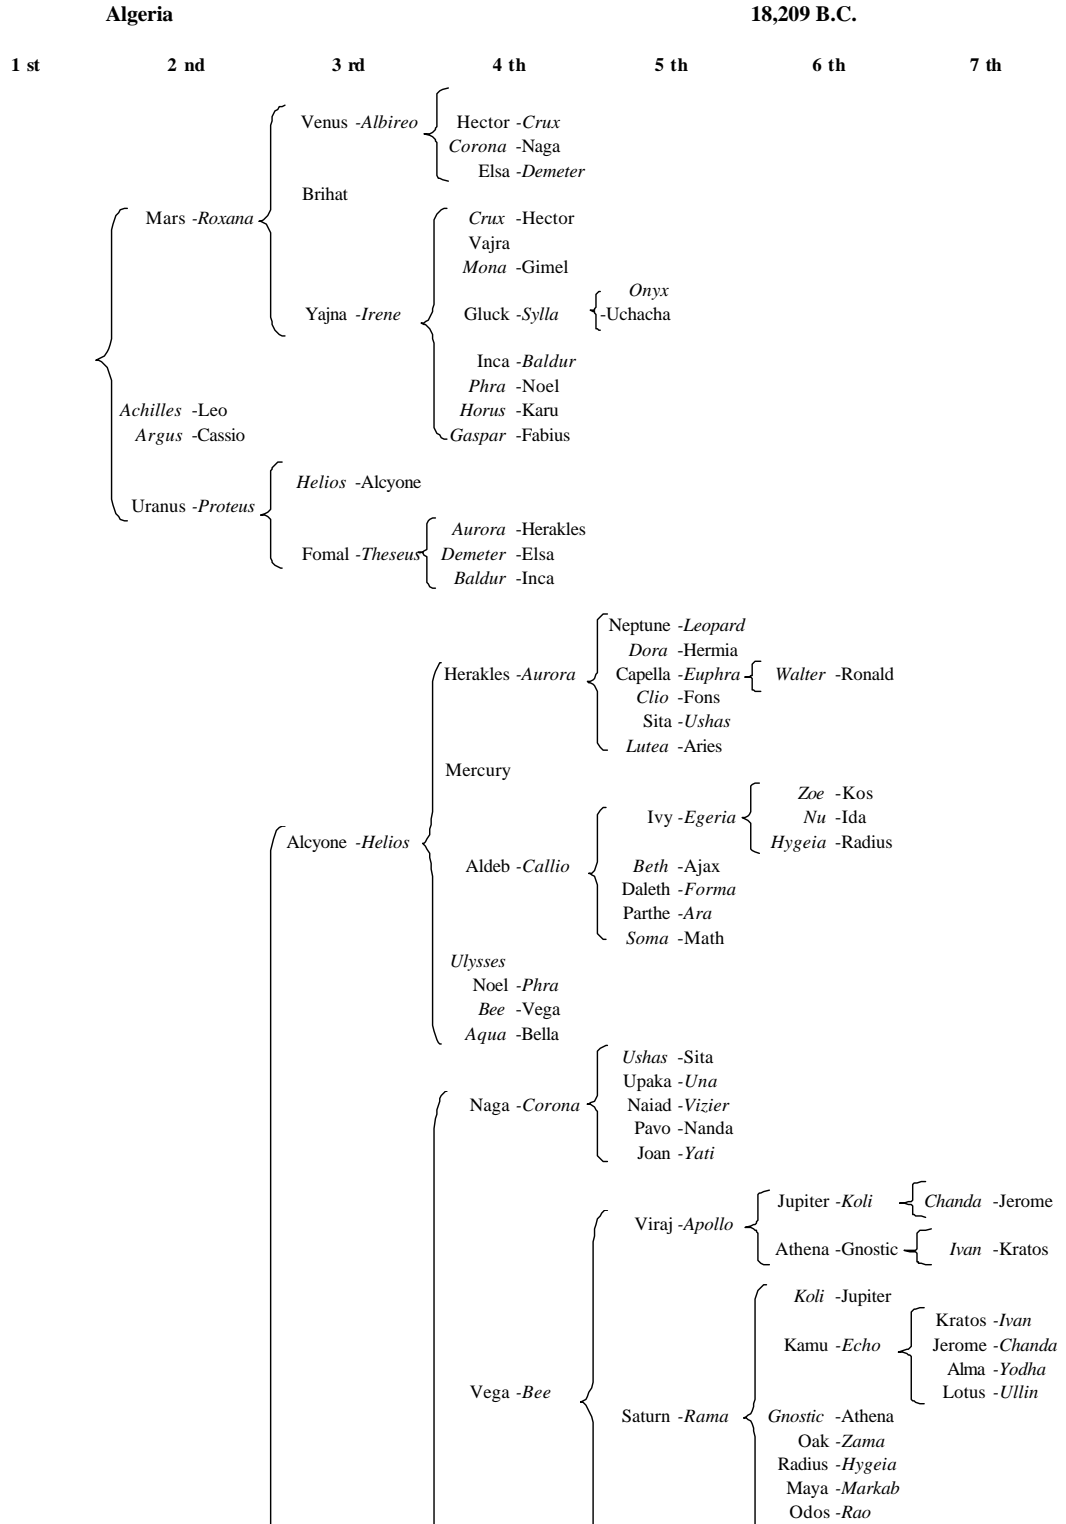 Algeria 18,209 B.C.
1 st 2 nd 3 rd 4 th 5 th 6 th 7 th
Venus -Albireo Hector -Crux
Corona -Naga
Elsa -Demeter
Brihat
Mars -Roxana Crux -Hector
Vajra
Mona -Gimel
Onyx
Yajna -Irene Gluck -Sylla -Uchacha
Inca -Baldur
Phra -Noel
Achilles -Leo Horus -Karu
Argus -Cassio Gaspar -Fabius
Helios -Alcyone
Uranus -Proteus
Aurora -Herakles
Fomal -Theseus Demeter -Elsa
Baldur -Inca
Neptune -Leopard
Dora -Hermia
Herakles -Aurora Capella -Euphra Walter -Ronald
Clio -Fons
Sita -Ushas
Lutea -Aries
Mercury
Zoe -Kos
Ivy -Egeria Nu -Ida
Alcyone -Helios Hygeia -Radius
Aldeb -Callio Beth -Ajax
Daleth -Forma
Parthe -Ara
Soma -Math
Ulysses
Noel -Phra
Bee -Vega
Aqua -Bella
Ushas -Sita
Upaka -Una
Naga -Corona Naiad -Vizier
Pavo -Nanda
Joan -Yati
Jupiter -Koli Chanda -Jerome
Viraj -Apollo
Athena -Gnostic Ivan -Kratos
Koli -Jupiter
Kratos -Ivan
Kamu -Echo Jerome -Chanda
Alma -Yodha
Vega -Bee Lotus -Ullin
Saturn -Rama Gnostic -Athena
Oak -Zama
Radius -Hygeia
Maya -Markab
Odos -Rao